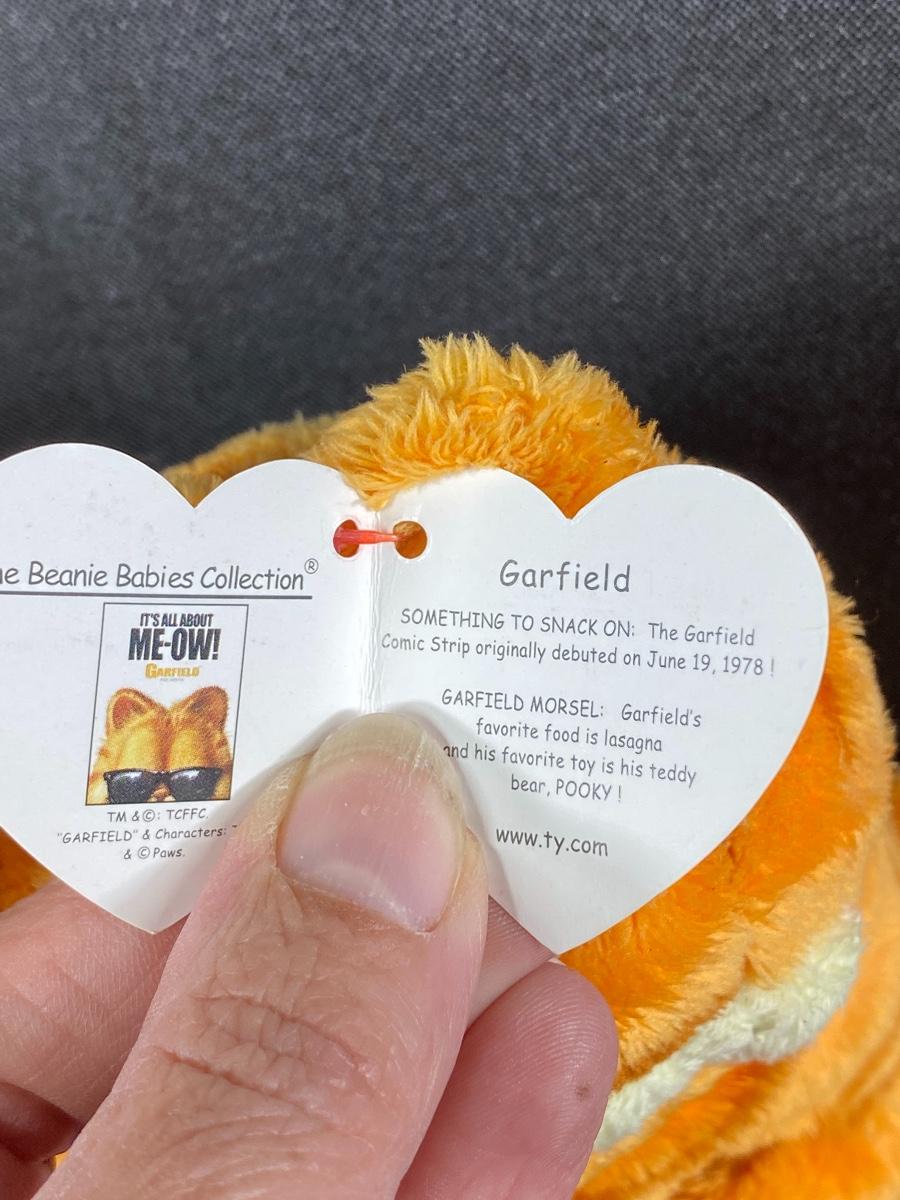 Beanie Babies Collection®
IT'S ALL ABOUT
ME-OW!
GARFIELD
TM & ©: TCFFC.
"GARFIELD" & Characters:
& © Paws.
Garfield
SOMETHING TO SNACK ON: The Garfield
Comic Strip originally debuted on June 19, 1978 !
GARFIELD MORSEL: Garfield's
favorite food is lasagna
and his favorite toy is his teddy
bear, POOKY !
www.ty.com